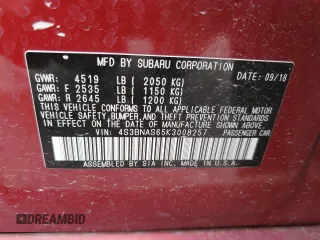 MFD BY SUBARU CORPORATION
GVWR: 4519 LB ( 2050 KG) DATE: 09/18
GAWR: F 2535 LB ( 1150 KG)
GAWR: R 2645 LB ( 1200 KG)
THIS VEHICLE CONFORMS TO ALL APPLICABLE FEDERAL MOTOR VEHICLE
SAFETY, BUMPER, AND THEFT PREVENTION STANDARDS IN EFFECT
ON THE DATE OF MANUFACTURE SHOWN ABOVE.
VIN: 4S3BNAS65K3008257 PASSENGER CAR
ASSEMBLED BY SIA, INC. IN U.S.A.
DREAMBID